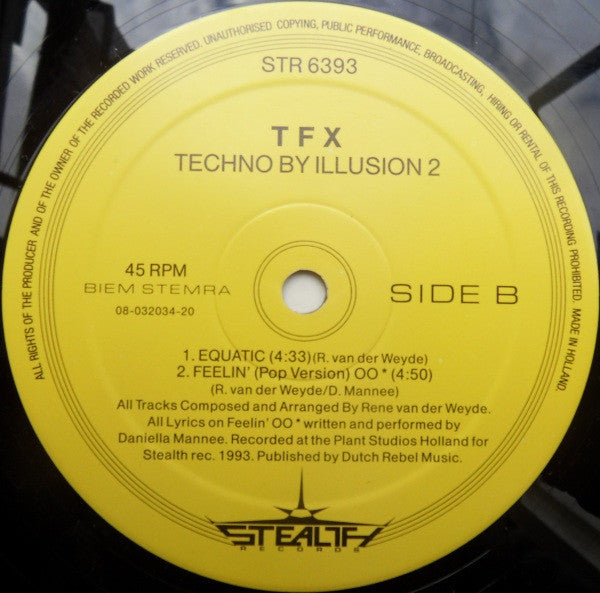 ALL RIGHTS OF THE PRODUCER AND OF THE OWNER OF THE RECORDED WORK RESERVED. UNAUTHORISED COPYING, PUBLIC PERFORMANCE, BROADCASTING, HIRING OR RENTAL OF THIS RECORDING PROHIBITED. MADE IN HOLLAND.
STR 6393
TFX
TECHNO BY ILLUSION 2
45 RPM
BIEM STEMRA
08-032034-20
SIDE B
1. EQUATIC (4:33) (R. van der Weyde)
2. FEELIN' (Pop Version) OO * (4:50)
(R. van der Weyde/D. Mannee)
All Tracks Composed and Arranged By Rene van der Weyde.
All Lyrics on Feelin' OO * written and performed by
Daniella Mannee. Recorded at the Plant Studios Holland for
Stealth rec. 1993. Published by Dutch Rebel Music.
STEALTH
RECORDS